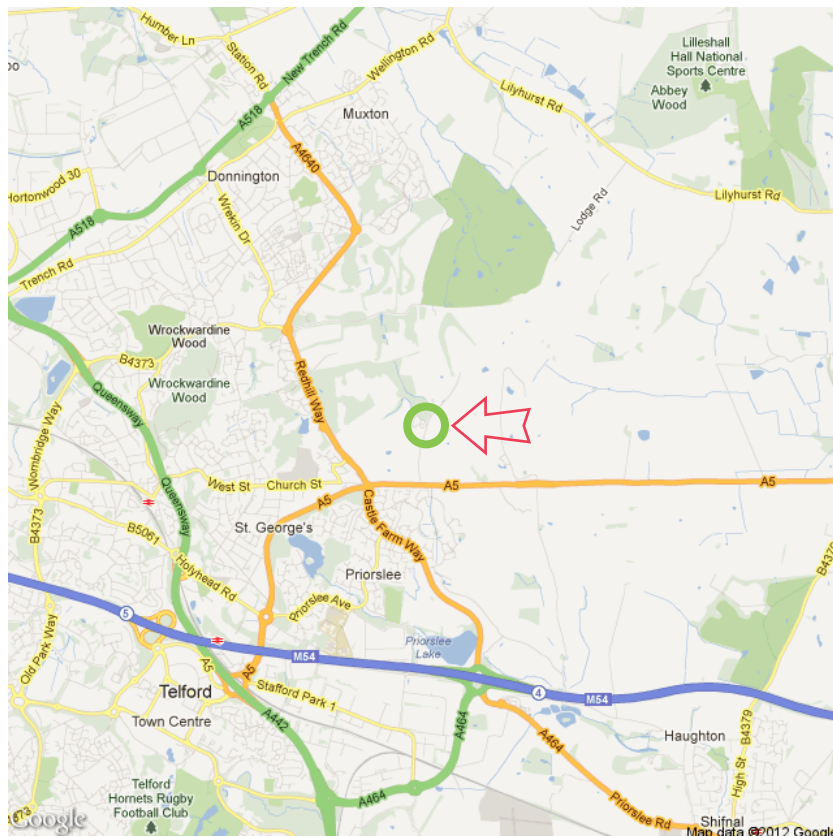 Humber Ln
Station Rd
New Trench Rd
Wellington Rd
Lilleshall
Hall National
Sports Centre
Abbey
Wood
oo
A518
Lilyhurst Rd
Muxton
A4640
Hortonwood 30
Donnington
Lodge Rd
Lilyhurst Rd
Wrekin Dr
A518
Trench Rd
Wrockwardine
Wood
B4373
Queensway
Wrockwardine
Wood
Redhill Way
Wombridge Way
West St
Church St
A5
A5
A5
Queensway
B4373
B5061
St. George's
Castle Farm Way
Holyhead Rd
Priorslee
Priorslee Ave
B4379
5
Old Park Way
M54
Priorslee
Lake
A5
A5
Telford
Stafford Park 1
4
M54
Town Centre
A442
A464
A464
Haughton
B4379
High St
Telford
Hornets Rugby
Football Club
A464
Priorslee Rd
Shifnal
4373
Google
Map data ©2012 Google